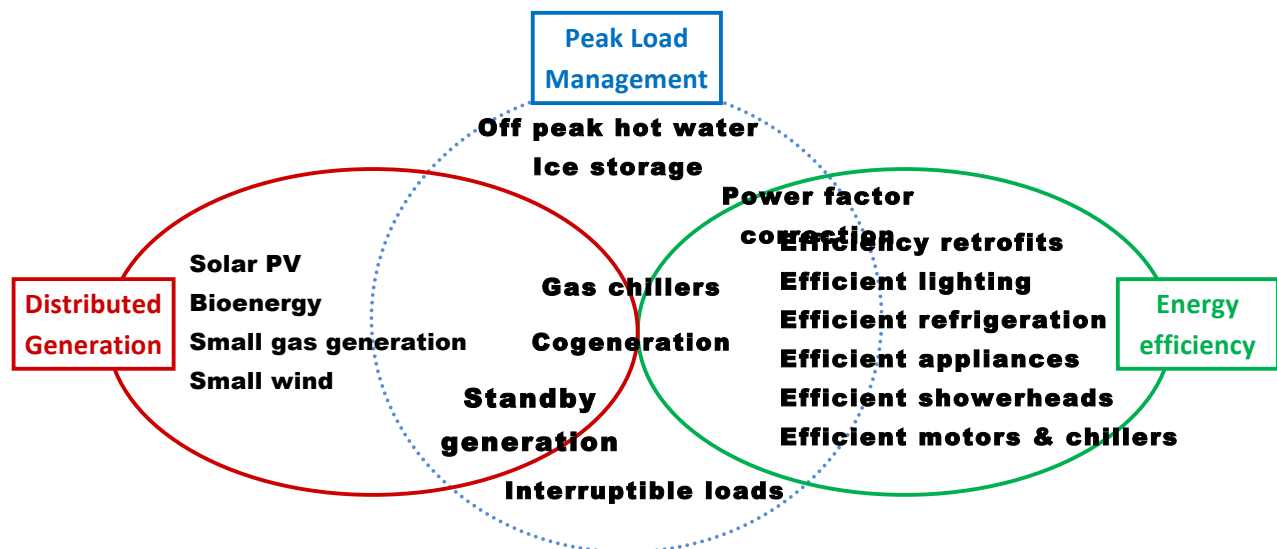 Peak Load
Management
Off peak hot water
Ice storage
Power factor
correction
Distributed
Generation
Solar PV
Bioenergy
Small gas generation
Small wind
Gas chillers
Cogeneration
Standby
generation
Interruptible loads
Efficiency retrofits
Efficient lighting
Efficient refrigeration
Efficient appliances
Efficient showerheads
Efficient motors & chillers
Energy
efficiency